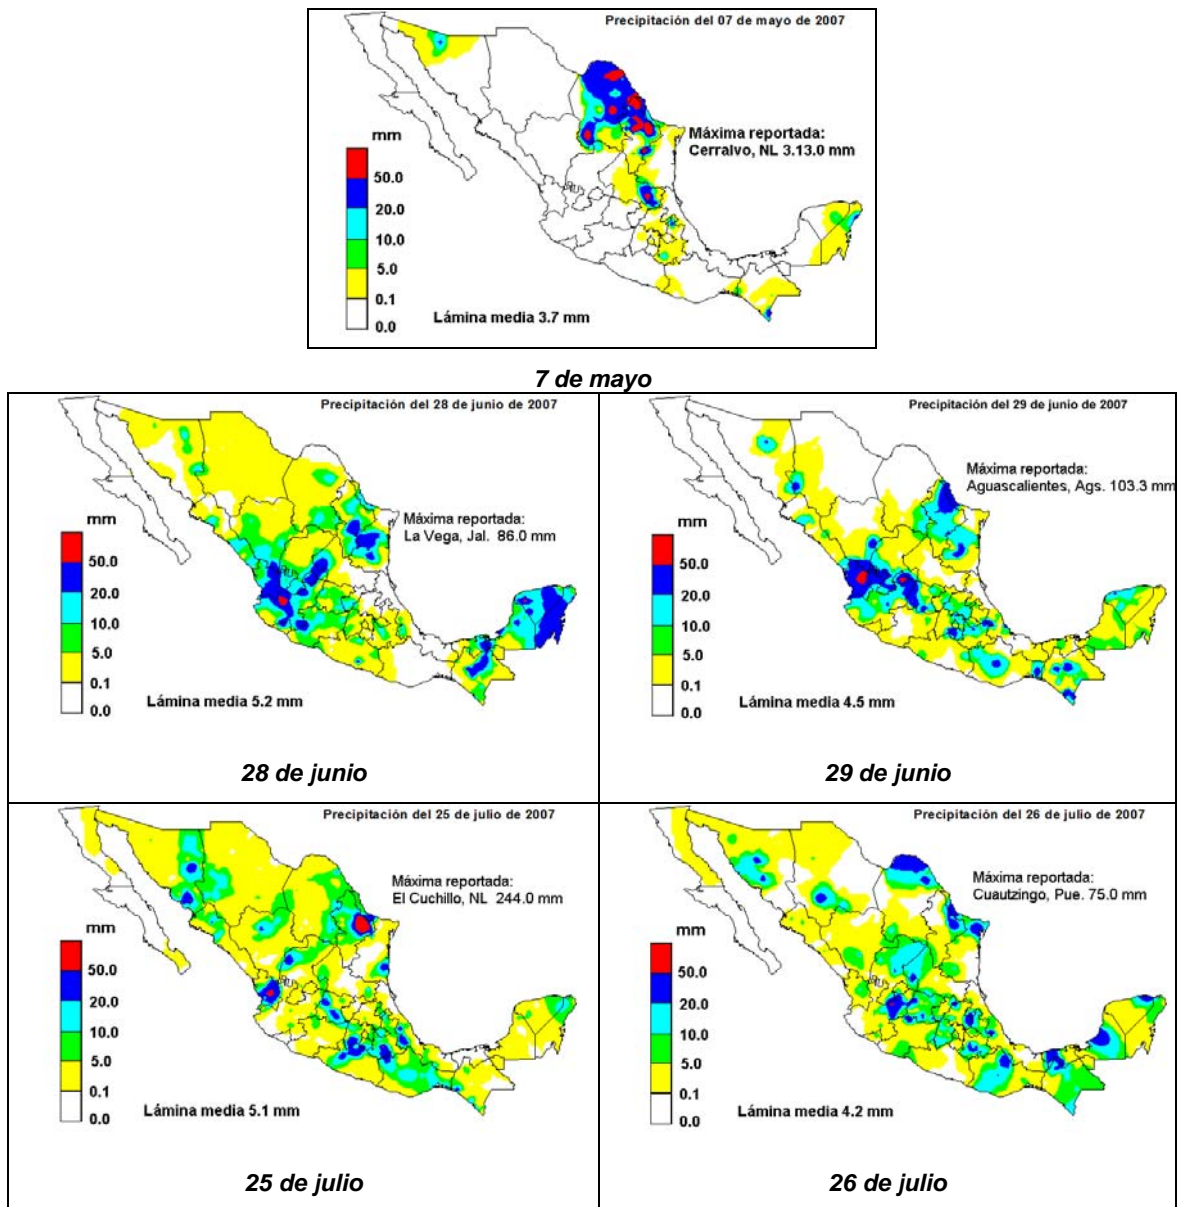 Precipitación del 07 de mayo de 2007
mm
50.0
20.0
10.0
5.0
0.1
0.0
Máxima reportada:
Cerralvo, NL 3.13.0 mm
Lámina media 3.7 mm
7 de mayo
Precipitación del 28 de junio de 2007
mm
50.0
20.0
10.0
5.0
0.1
0.0
Máxima reportada:
La Vega, Jal. 86.0 mm
Lámina media 5.2 mm
28 de junio
Precipitación del 29 de junio de 2007
mm
50.0
20.0
10.0
5.0
0.1
0.0
Máxima reportada:
Aguascalientes, Ags. 103.3 mm
Lámina media 4.5 mm
29 de junio
Precipitación del 25 de julio de 2007
mm
50.0
20.0
10.0
5.0
0.1
0.0
Máxima reportada:
El Cuchillo, NL 244.0 mm
Lámina media 5.1 mm
25 de julio
Precipitación del 26 de julio de 2007
mm
50.0
20.0
10.0
5.0
0.1
0.0
Máxima reportada:
Cuautzingo, Pue. 75.0 mm
Lámina media 4.2 mm
26 de julio